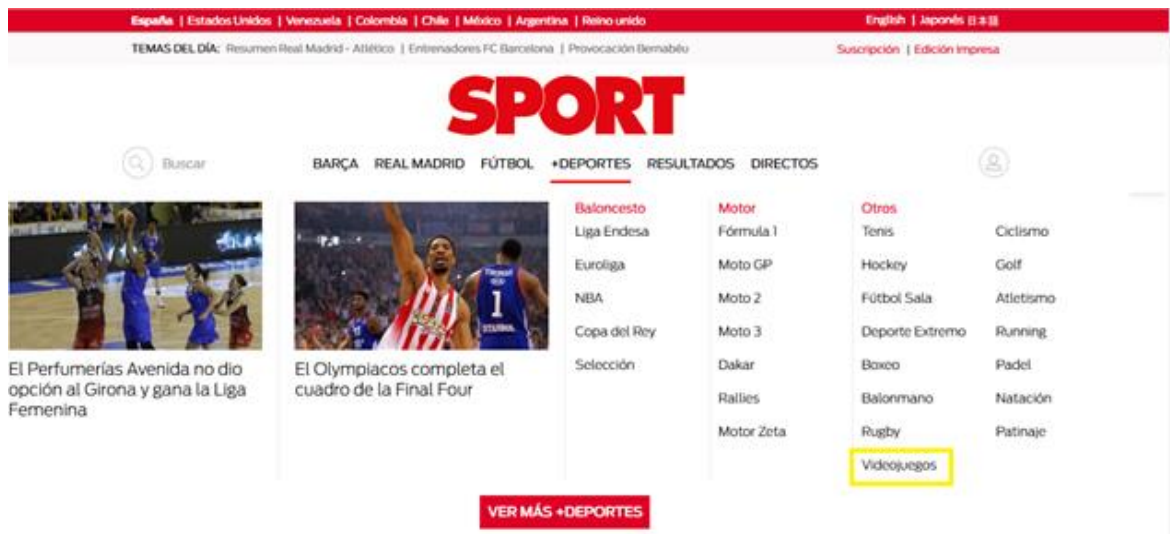 España | Estados Unidos | Venezuela | Colombia | Chile | México | Argentina | Reino unido
English | Japonés 日本語
TEMAS DEL DÍA: Resumen Real Madrid - Atlético | Entrenadores FC Barcelona | Provocación Bernabéu
Suscripción | Edición Impresa
SPORT
Buscar
BARÇA REAL MADRID FÚTBOL +DEPORTES RESULTADOS DIRECTOS
El Perfumerías Avenida no dio
opción al Girona y gana la Liga
Femenina
El Olympiacos completa el
cuadro de la Final Four
1
Baloncesto
Liga Endesa
Euroliga
NBA
Copa del Rey
Selección
Motor
Fórmula 1
Moto GP
Moto 2
Moto 3
Dakar
Rallies
Motor Zeta
Otros
Tenis
Hockey
Fútbol Sala
Deporte Extremo
Boxeo
Balonmano
Rugby
Videojuegos
Ciclismo
Golf
Atletismo
Running
Padel
Natación
Patinaje
VER MÁS +DEPORTES